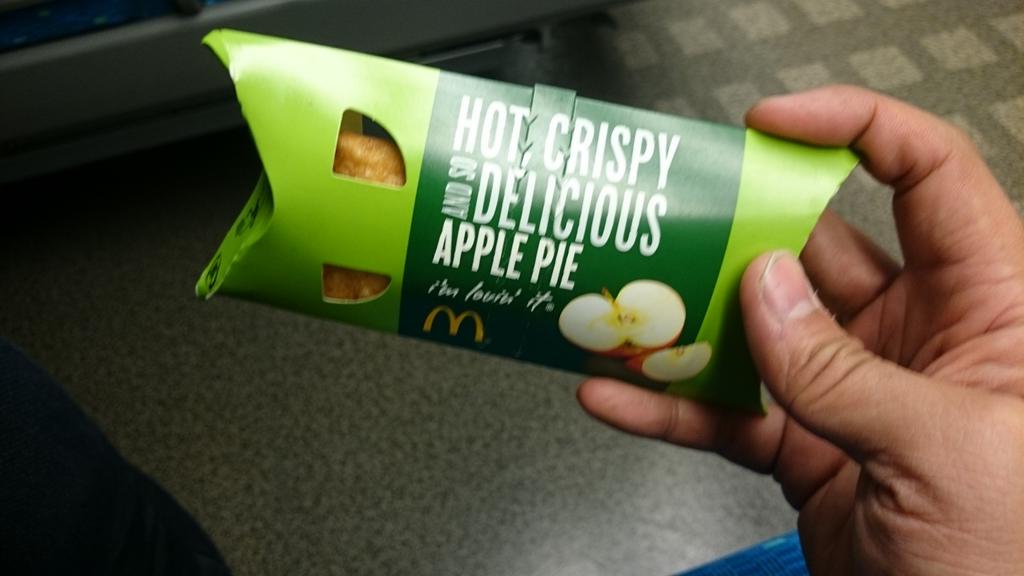 HOT, CRISPY
AND SO DELICIOUS
APPLE PIE
i'm lovin' it®